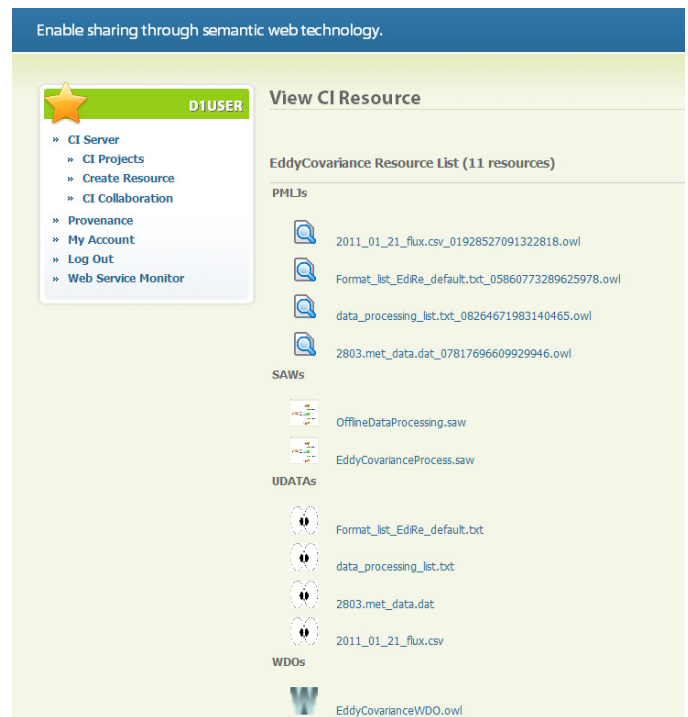 Enable sharing through semantic web technology.
D1USER
» CI Server
» CI Projects
» Create Resource
» CI Collaboration
» Provenance
» My Account
» Log Out
» Web Service Monitor
View CI Resource
EddyCovariance Resource List (11 resources)
PMLJs
2011_01_21_flux.csv_01928527091322818.owl
Format_list_EdiRe_default.txt_05860773289625978.owl
data_processing_list.txt_08264671983140465.owl
2803.met_data.dat_07817696609929946.owl
SAWs
OfflineDataProcessing.saw
EddyCovarianceProcess.saw
UDATAs
Format_list_EdiRe_default.txt
data_processing_list.txt
2803.met_data.dat
2011_01_21_flux.csv
WDOs
W
EddyCovarianceWDO.owl